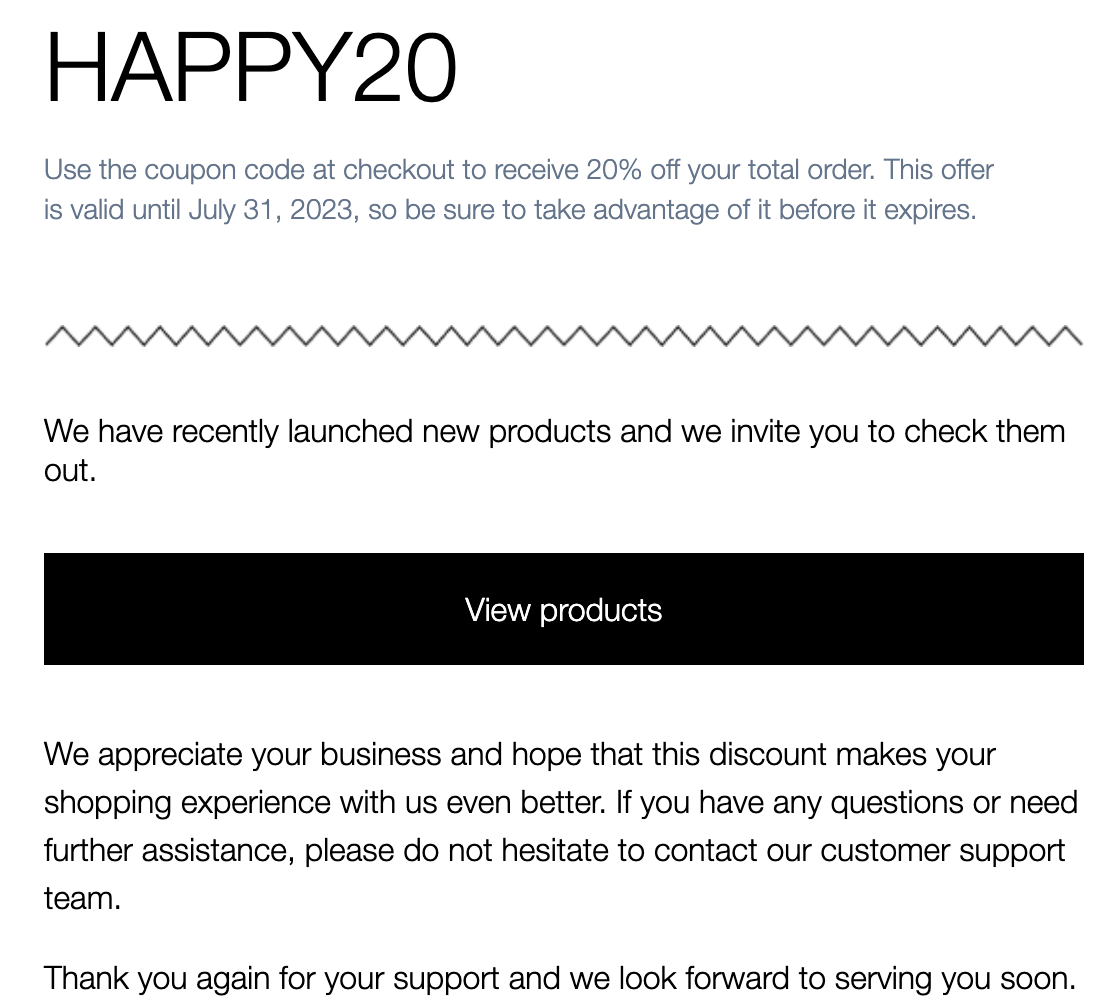 HAPPY20
Use the coupon code at checkout to receive 20% off your total order. This offer
is valid until July 31, 2023, so be sure to take advantage of it before it expires.
We have recently launched new products and we invite you to check them
out.
View products
We appreciate your business and hope that this discount makes your
shopping experience with us even better. If you have any questions or need
further assistance, please do not hesitate to contact our customer support
team.
Thank you again for your support and we look forward to serving you soon.